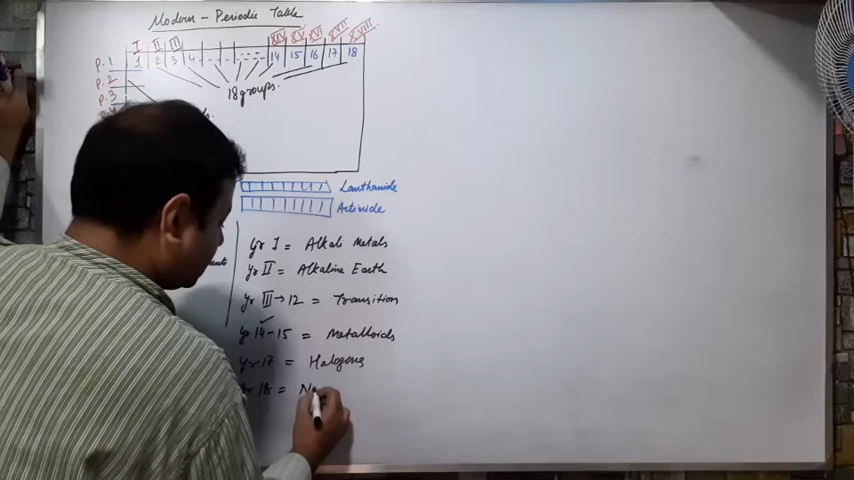 Modern - Periodic Table
I II III XIV XV XVI XVII XVIII
1 2 3 4 14 15 16 17 18
P.1
P.2
P.3
18 groups.
Lanthanide
Actinide
Gr I = Alkali Metals
Gr II = Alkaline Earth
Gr III → 12 = Transition
Gr 14-15 = Metalloids
Gr 17 = Halogens
Gr 18 = No